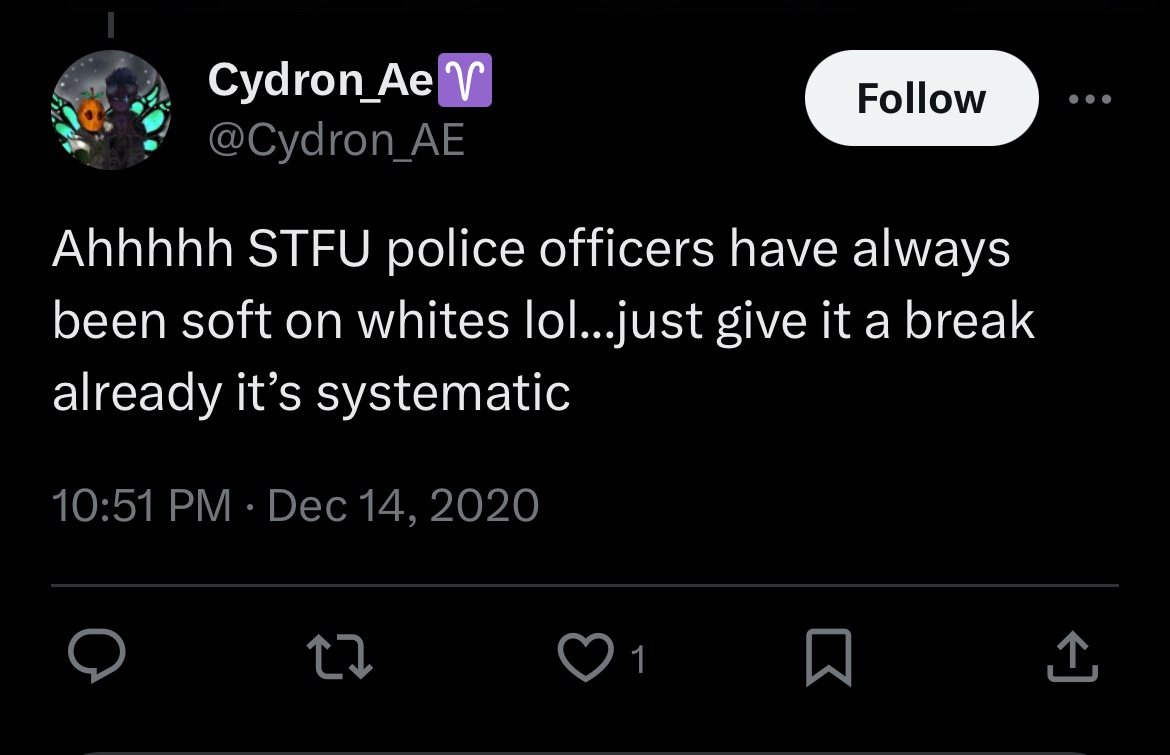 Cydron_Ae♈
@Cydron_AE
Follow
Ahhhhh STFU police officers have always
been soft on whites lol...just give it a break
already it’s systematic
10:51 PM · Dec 14, 2020
1